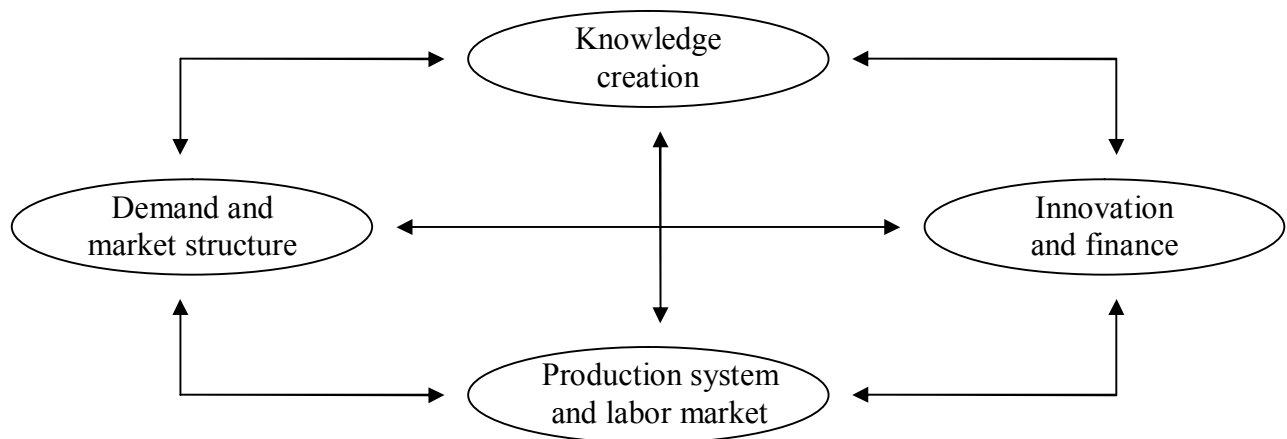 Knowledge
creation
Demand and
market structure
Innovation
and finance
Production system
and labor market